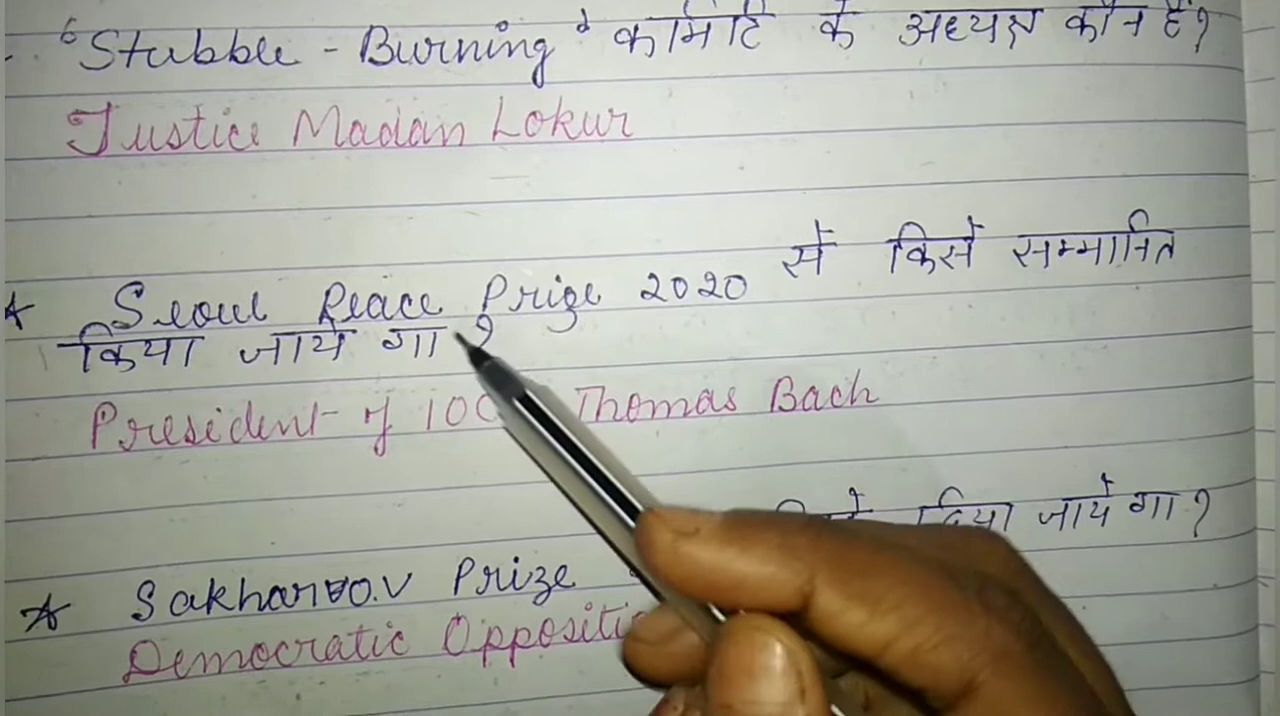 'Stubble - Burning' कमिटि के अध्यक्ष कौन हैं?
Justice Madan Lokur
★ Seoul Peace Prize 2020 से किसे सम्मानित
किया जाये गा?
President of IOC Thomas Bach
★ Sakharov Prize दिया जाये गा?
Democratic